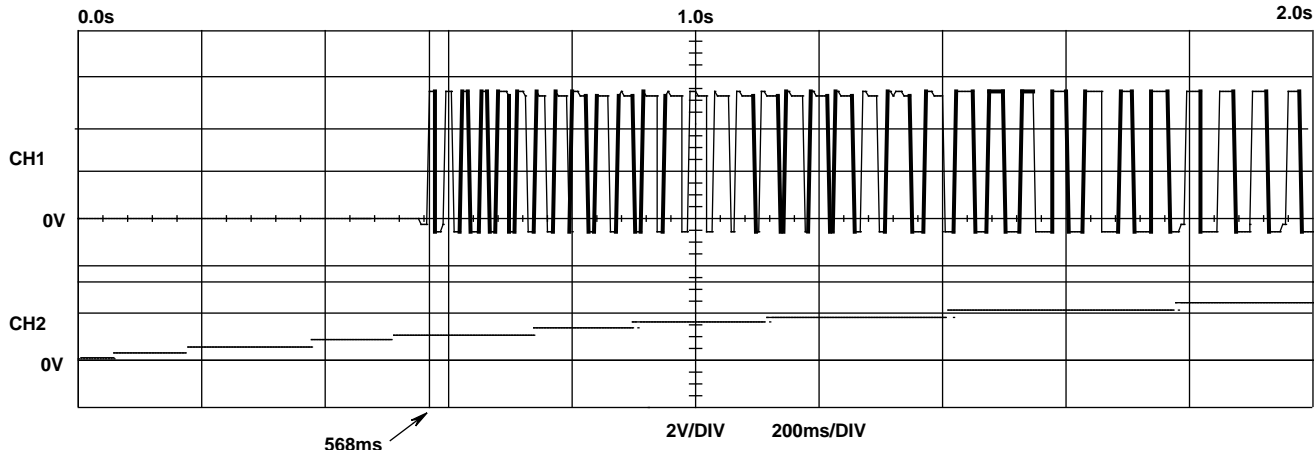 0.0s 1.0s 2.0s
CH1
0V
CH2
0V
568ms 2V/DIV 200ms/DIV